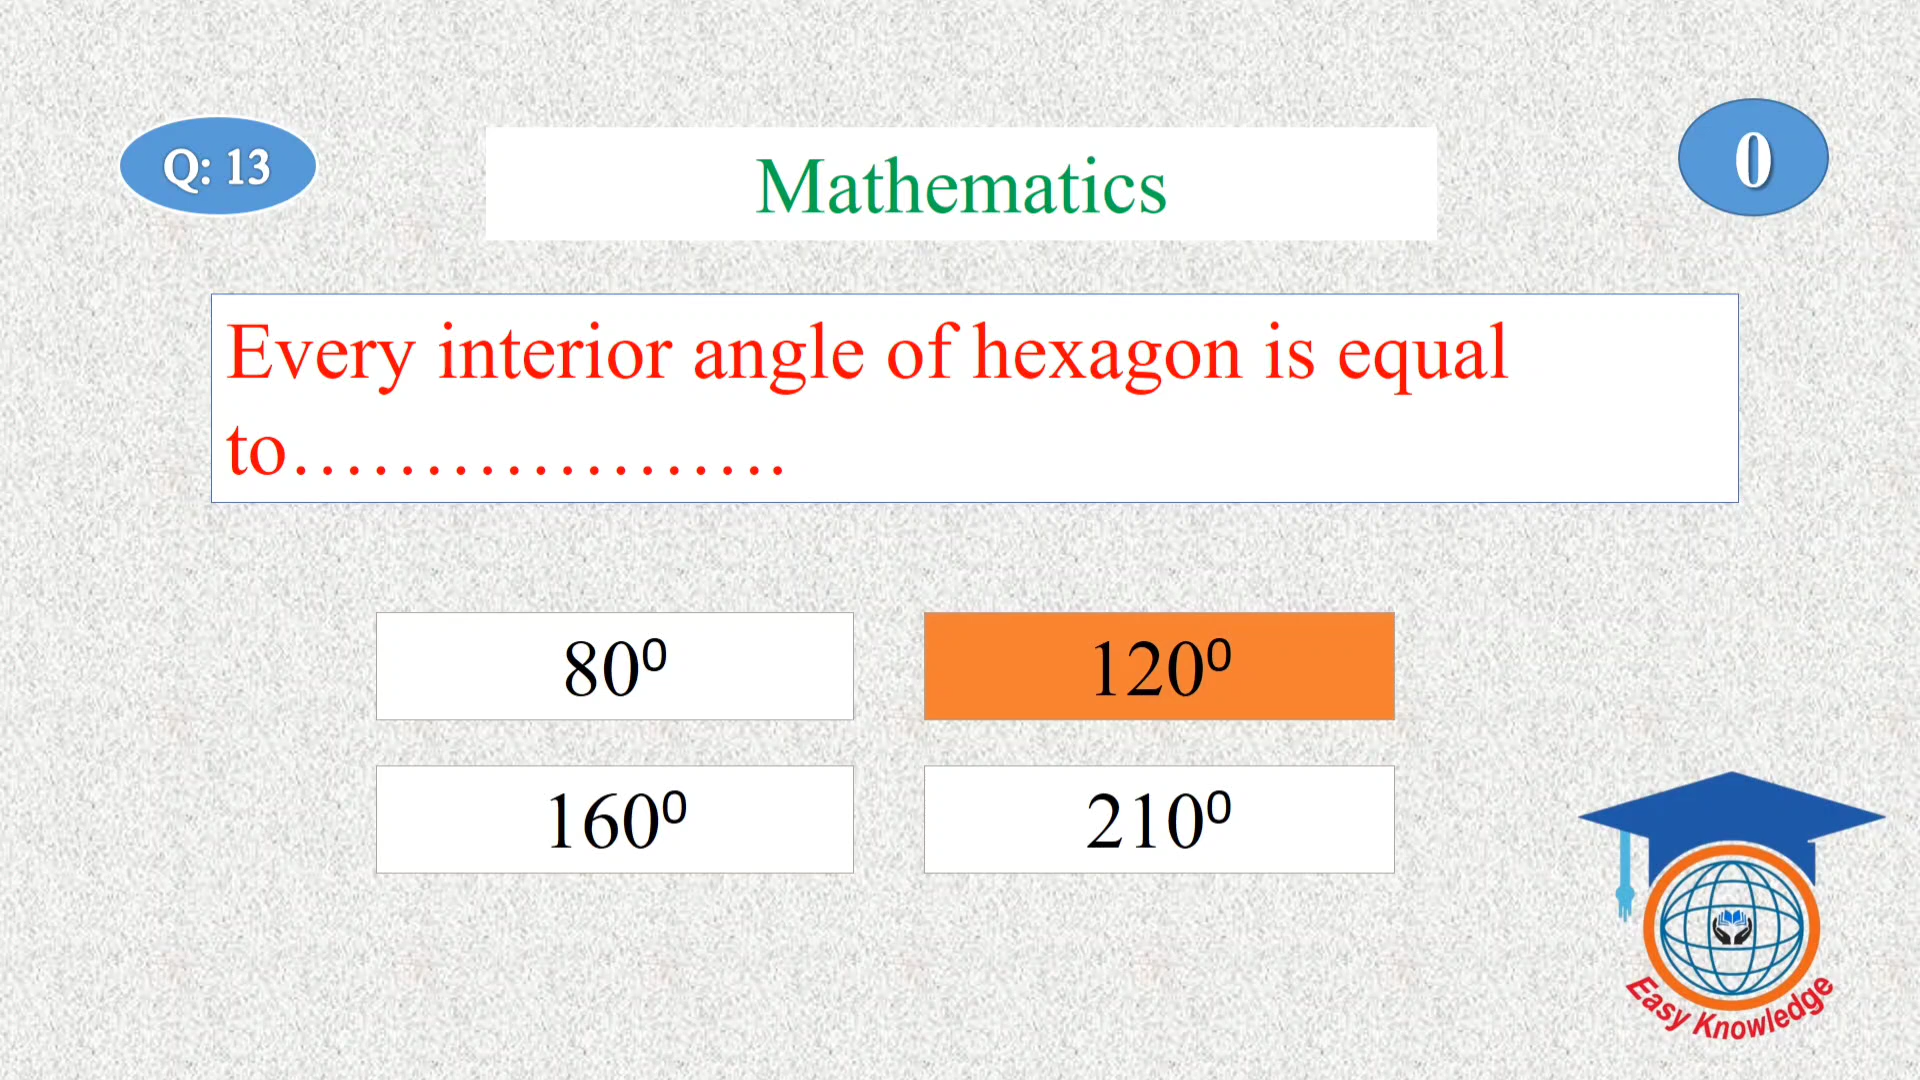 Q: 13
Mathematics
0
Every interior angle of hexagon is equal
to...................
80⁰
120⁰
160⁰
210⁰
Easy Knowledge